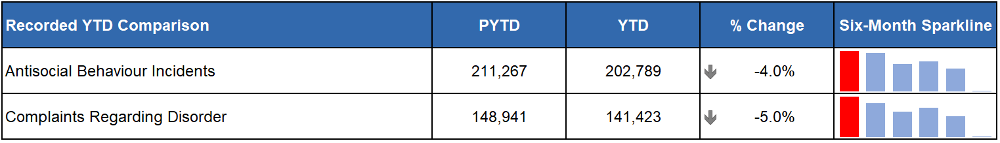 Recorded YTD Comparison PYTD YTD % Change Six-Month Sparkline
Antisocial Behaviour Incidents 211,267 202,789 -4.0%
Complaints Regarding Disorder 148,941 141,423 -5.0%